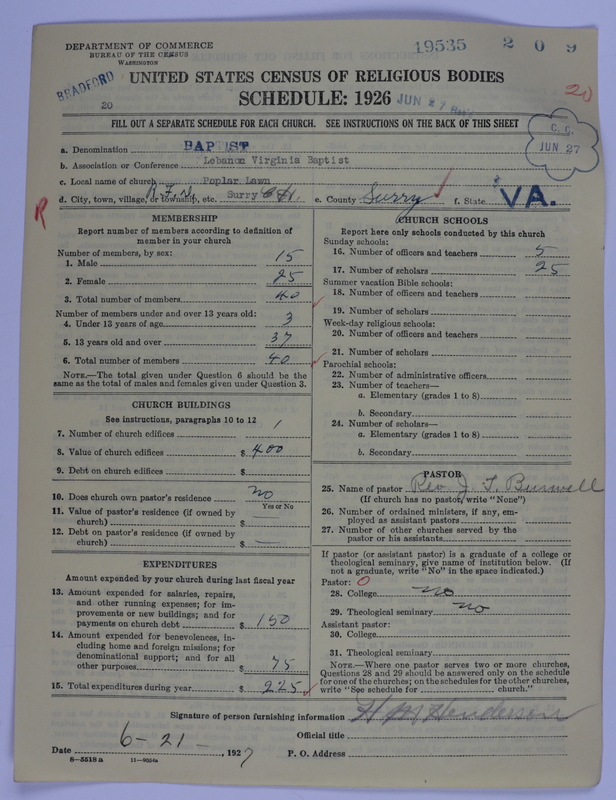 DEPARTMENT OF COMMERCE
BUREAU OF THE CENSUS
WASHINGTON
19535 209
BRADFORD
20
UNITED STATES CENSUS OF RELIGIOUS BODIES
SCHEDULE: 1926
JUN 27
20
FILL OUT A SEPARATE SCHEDULE FOR EACH CHURCH. SEE INSTRUCTIONS ON THE BACK OF THIS SHEET
C. C.
JUN 27
a. Denomination BAPTIST
b. Association or Conference Lebanon Virginia Baptist
c. Local name of church Poplar Lawn
d. City, town, village, or township, etc. Surry e. County Surry f. State VA.
R
MEMBERSHIP
Report number of members according to definition of member in your church
Number of members, by sex:
1. Male 15
2. Female 25
3. Total number of members 40
Number of members under and over 13 years old:
4. Under 13 years of age 3
5. 13 years old and over 37
6. Total number of members 40
NOTE.—The total given under Question 6 should be
same as the total of males and females given under Question 3.
CHURCH BUILDINGS
See instructions, paragraphs 10 to 12
7. Number of church edifices 1
8. Value of church edifices $ 400
9. Debt on church edifices $
10. Does church own pastor's residence no
Yes or No
11. Value of pastor's residence (if owned by
church) $
12. Debt on pastor's residence (if owned by
church) $ —
EXPENDITURES
Amount expended by your church during last fiscal year
13. Amount expended for salaries, repairs,
and other running expenses; for im-
provements or new buildings; and for
payments on church debt $ 150
14. Amount expended for benevolences, in-
cluding home and foreign missions; for
denominational support; and for all
other purposes $ 75
15. Total expenditures during year $ 225
CHURCH SCHOOLS
Report here only schools conducted by this church
Sunday schools:
16. Number of officers and teachers 5
17. Number of scholars 25
Summer vacation Bible schools:
18. Number of officers and teachers
19. Number of scholars
Week-day religious schools:
20. Number of officers and teachers
21. Number of scholars
Parochial schools:
22. Number of administrative officers
23. Number of teachers—
a. Elementary (grades 1 to 8)
b. Secondary
24. Number of scholars—
a. Elementary (grades 1 to 8)
b. Secondary
PASTOR
25. Name of pastor Rev J. T. Burwell
(If church has no pastor, write "None")
26. Number of ordained ministers, if any, em-
ployed as assistant pastors
27. Number of other churches served by the
pastor or his assistants
If pastor (or assistant pastor) is a graduate of a college or
theological seminary, give name of institution below. (If
not a graduate, write "No" in the space indicated.)
Pastor: 0
28. College no
29. Theological seminary no
Assistant pastor:
30. College
31. Theological seminary
NOTE.—Where one pastor serves two or more churches,
Questions 28 and 29 should be answered only on the schedule
for one of the churches; on the schedules for the other churches,
write "See schedule for church."
Signature of person furnishing information H M Henderson
Official title
Date 6-21-, 1927 P. O. Address
8-5518 a 11-9054a